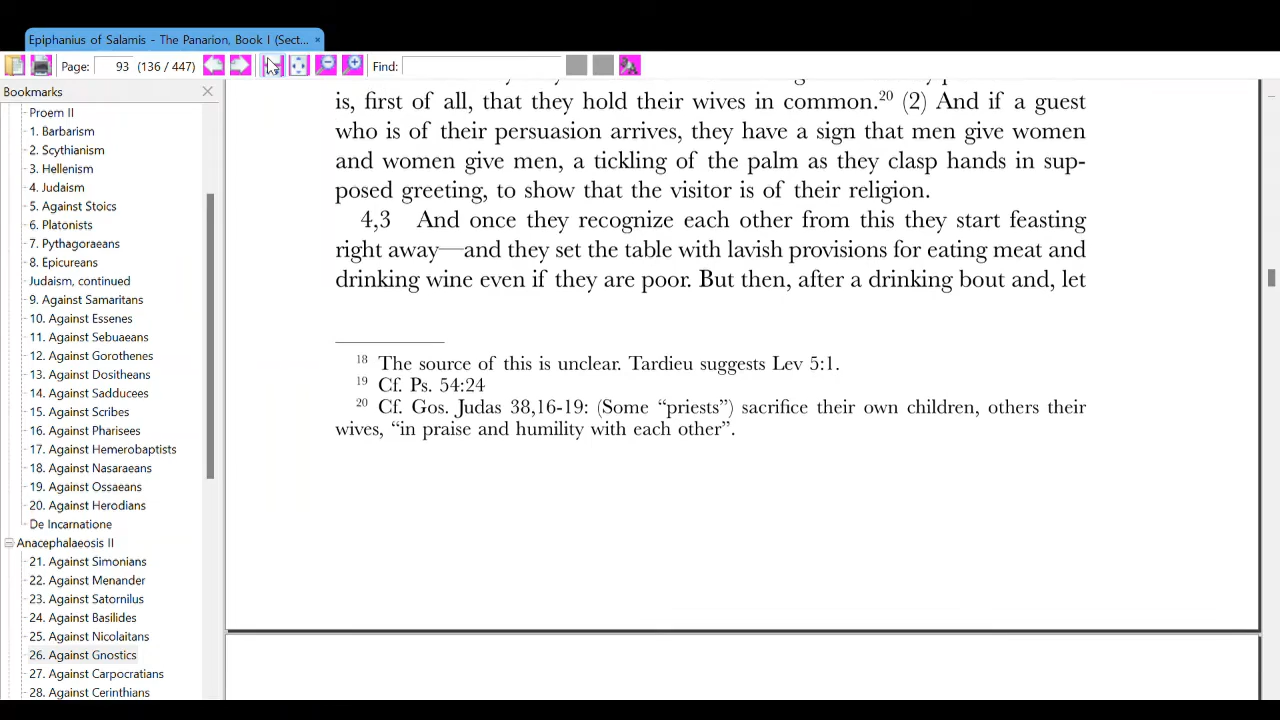 Epiphanius of Salamis - The Panarion, Book I (Sect...
Page: 93 (136 / 447) Find:
Bookmarks
Proem II
1. Barbarism
2. Scythianism
3. Hellenism
4. Judaism
5. Against Stoics
6. Platonists
7. Pythagoraeans
8. Epicureans
Judaism, continued
9. Against Samaritans
10. Against Essenes
11. Against Sebuaeans
12. Against Gorothenes
13. Against Dositheans
14. Against Sadducees
15. Against Scribes
16. Against Pharisees
17. Against Hemerobaptists
18. Against Nasaraeans
19. Against Ossaeans
20. Against Herodians
De Incarnatione
Anacephalaeosis II
21. Against Simonians
22. Against Menander
23. Against Satornilus
24. Against Basilides
25. Against Nicolaitans
26. Against Gnostics
27. Against Carpocratians
28. Against Cerinthians
is, first of all, that they hold their wives in common.20 (2) And if a guest
who is of their persuasion arrives, they have a sign that men give women
and women give men, a tickling of the palm as they clasp hands in sup-
posed greeting, to show that the visitor is of their religion.
4,3 And once they recognize each other from this they start feasting
right away—and they set the table with lavish provisions for eating meat and
drinking wine even if they are poor. But then, after a drinking bout and, let
18 The source of this is unclear. Tardieu suggests Lev 5:1.
19 Cf. Ps. 54:24
20 Cf. Gos. Judas 38,16-19: (Some “priests”) sacrifice their own children, others their
wives, “in praise and humility with each other”.